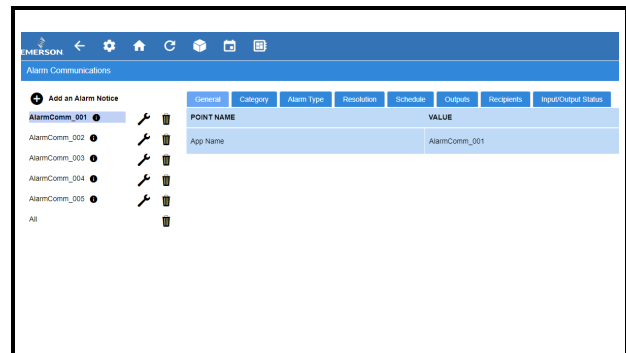 EMERSON
Alarm Communications
Add an Alarm Notice
General Category Alarm Type Resolution Schedule Outputs Recipients Input/Output Status
AlarmComm_001
POINT NAME VALUE
AlarmComm_002
App Name AlarmComm_001
AlarmComm_003
AlarmComm_004
AlarmComm_005
All